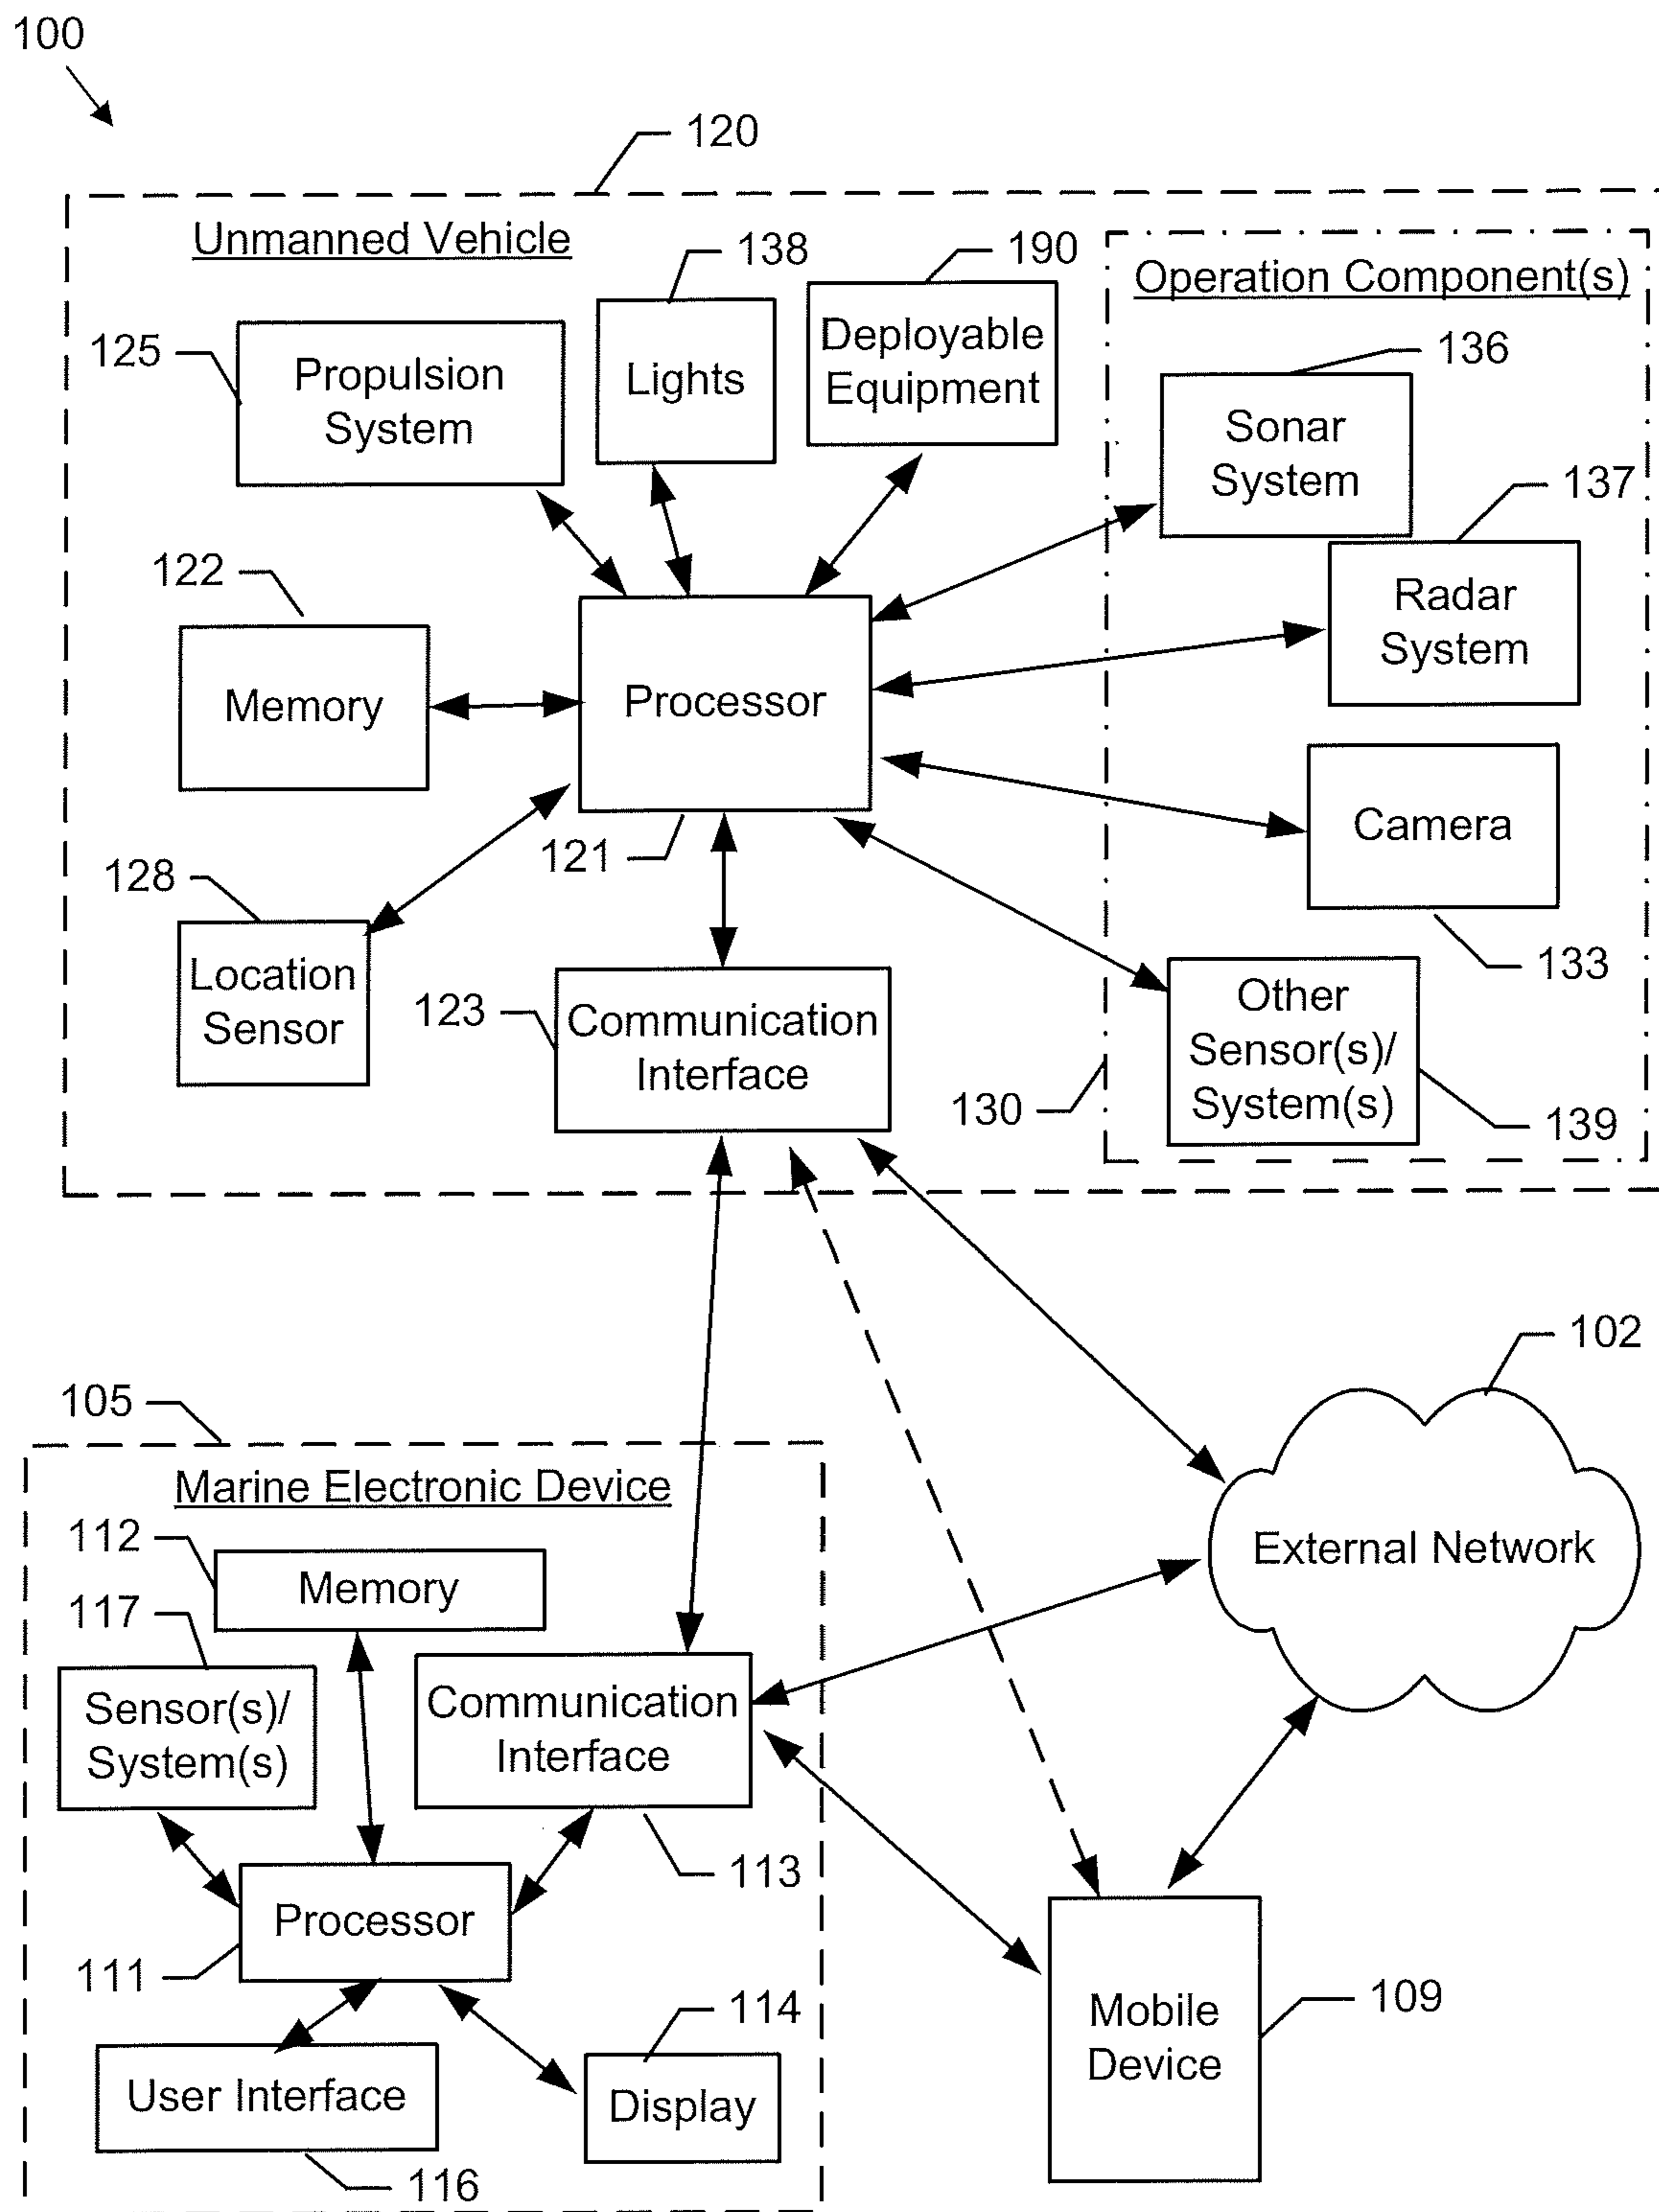 100
120
Unmanned Vehicle
138
190
Operation Component(s)
125
Propulsion
System
Lights
Deployable
Equipment
136
Sonar
System
137
122
Radar
System
Memory
Processor
121
Camera
128
133
Location
Sensor
123
Communication
Interface
Other
Sensor(s)/
System(s)
130
139
102
105
Marine Electronic Device
External Network
112
Memory
117
Sensor(s)/
System(s)
Communication
Interface
113
Processor
111
114
109
Mobile
Device
User Interface
Display
116